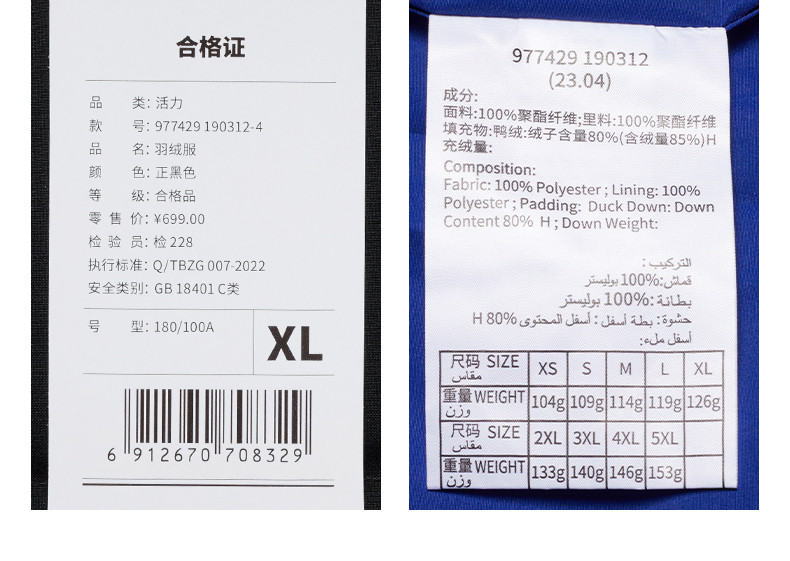 合格证
品 类: 活力
款 号: 977429 190312-4
品 名: 羽绒服
颜 色: 正黑色
等 级: 合格品
零 售 价: ¥699.00
检 验 员: 检 228
执行标准: Q/TBZG 007-2022
安全类别: GB 18401 C类
号 型: 180/100A
XL
6 912670 708329
977429 190312
(23.04)
成分:
面料:100%聚酯纤维;里料:100%聚酯纤维
填充物:鸭绒:绒子含量80%(含绒量85%)H
充绒量:
Composition:
Fabric: 100% Polyester ; Lining: 100%
Polyester ; Padding: Duck Down: Down
Content 80% H ; Down Weight:
التركيب :
قماش:%100 بوليستر
بطانة: %100 بوليستر
حشوة: بطة أسفل : أسفل المحتوى %80 H
أسفل ملء:
尺码 SIZE XS S M L XL
مقاس
重量 WEIGHT 104g 109g 114g 119g 126g
وزن
尺码 SIZE 2XL 3XL 4XL 5XL
مقاس
重量 WEIGHT 133g 140g 146g 153g
وزن